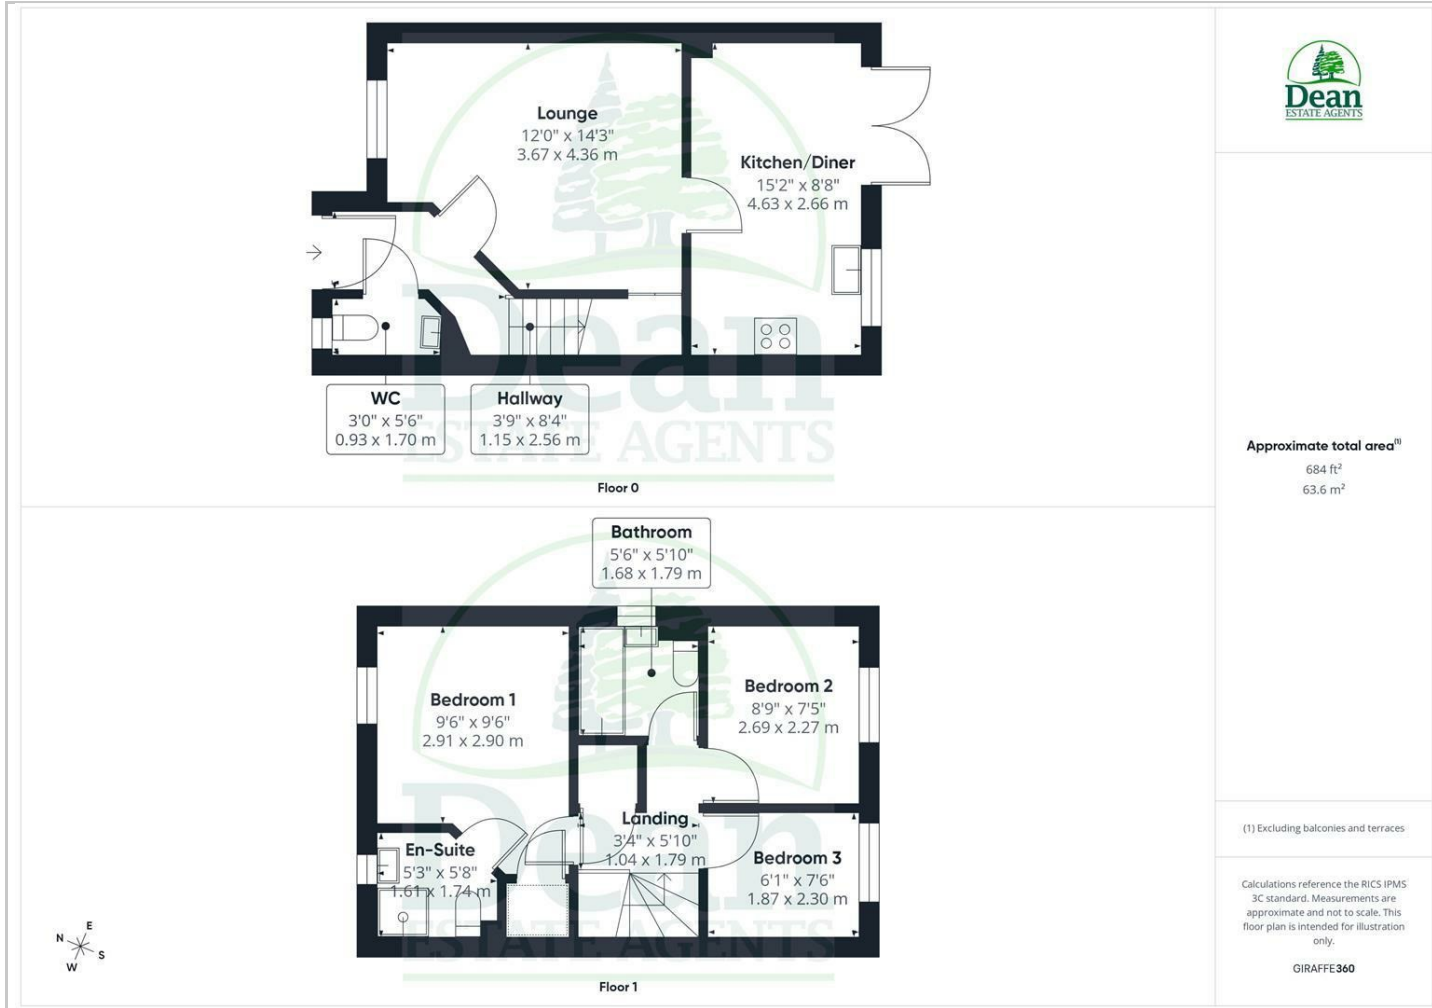 Lounge
12'0" x 14'3"
3.67 x 4.36 m
Kitchen/Diner
15'2" x 8'8"
4.63 x 2.66 m
WC
3'0" x 5'6"
0.93 x 1.70 m
Hallway
3'9" x 8'4"
1.15 x 2.56 m
Dean
ESTATE AGENTS
Floor 0
Bathroom
5'6" x 5'10"
1.68 x 1.79 m
Bedroom 1
9'6" x 9'6"
2.91 x 2.90 m
Bedroom 2
8'9" x 7'5"
2.69 x 2.27 m
Landing
3'4" x 5'10"
1.04 x 1.79 m
En-Suite
5'3" x 5'8"
1.61 x 1.74 m
Bedroom 3
6'1" x 7'6"
1.87 x 2.30 m
Dean
ESTATE AGENTS
N E S W
Floor 1
Dean
ESTATE AGENTS
Approximate total area(1)
684 ft²
63.6 m²
(1) Excluding balconies and terraces
Calculations reference the RICS IPMS
3C standard. Measurements are
approximate and not to scale. This
floor plan is intended for illustration
only.
GIRAFFE360